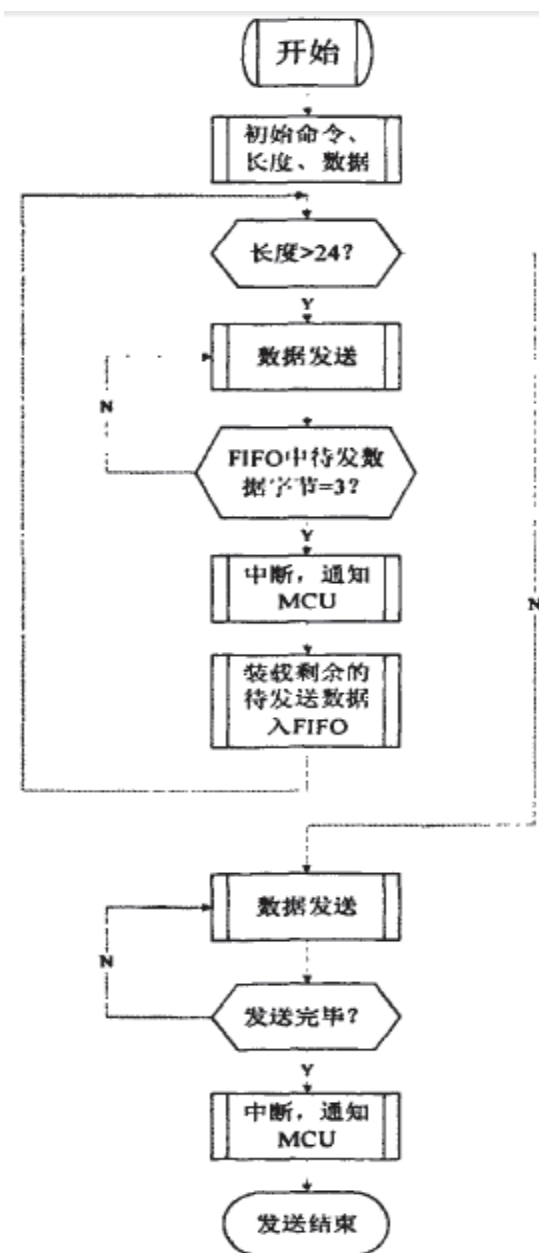 开始
初始命令、
长度、数据
长度>24?
Y
数据发送
N
FIFO中待发数
据字节=3?
Y
中断，通知
MCU
N
装载剩余的
待发送数据
入FIFO
数据发送
N
发送完毕?
Y
中断，通知
MCU
发送结束